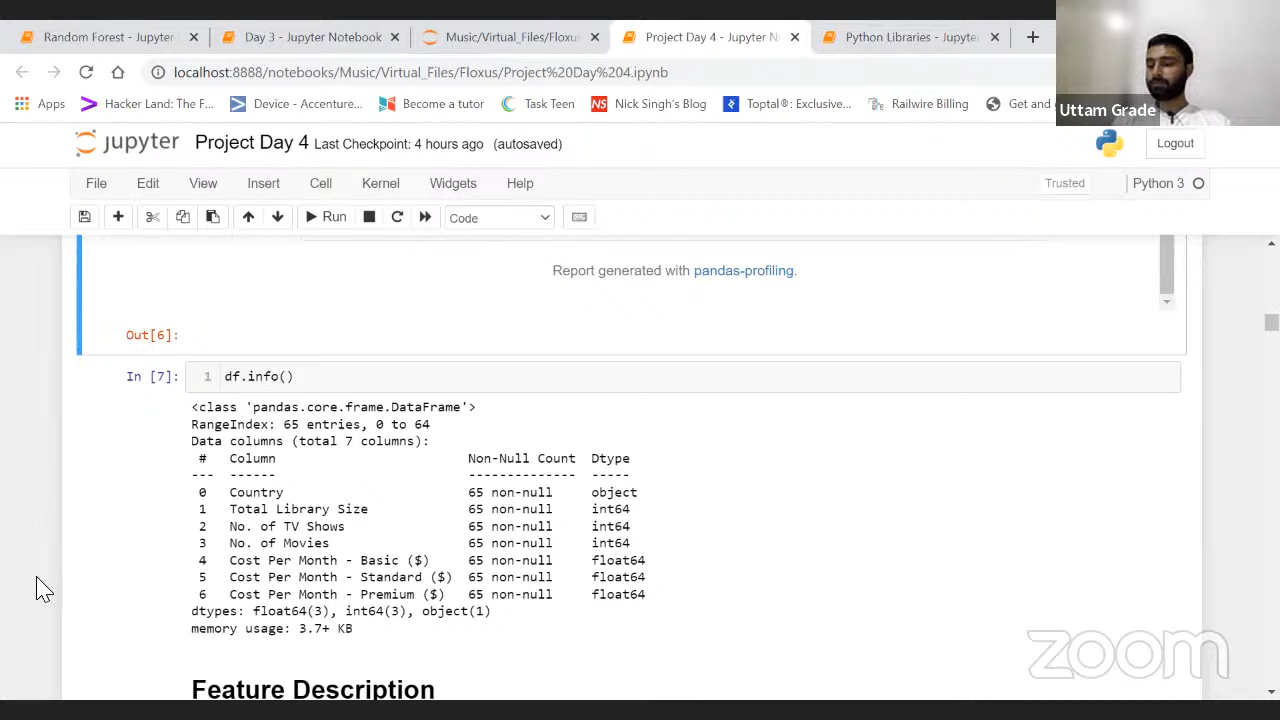 Random Forest - Jupyter
Day 3 - Jupyter Notebook
Music/Virtual_Files/Floxus
Project Day 4 - Jupyter N
Python Libraries - Jupyter
localhost:8888/notebooks/Music/Virtual_Files/Floxus/Project%20Day%204.ipynb
Apps
Hacker Land: The F...
Device - Accenture...
Become a tutor
Task Teen
NS
Nick Singh's Blog
Toptal®: Exclusive...
Railwire Billing
Get and
Uttam Grade
jupyter
Project Day 4 Last Checkpoint: 4 hours ago (autosaved)
Logout
File Edit View Insert Cell Kernel Widgets Help
Trusted
Python 3
Run
Code
Report generated with pandas-profiling.
Out[6]:
In [7]: 1 df.info()
<class 'pandas.core.frame.DataFrame'>
RangeIndex: 65 entries, 0 to 64
Data columns (total 7 columns):
# Column Non-Null Count Dtype
--- ------ -------------- -----
0 Country 65 non-null object
1 Total Library Size 65 non-null int64
2 No. of TV Shows 65 non-null int64
3 No. of Movies 65 non-null int64
4 Cost Per Month - Basic ($) 65 non-null float64
5 Cost Per Month - Standard ($) 65 non-null float64
6 Cost Per Month - Premium ($) 65 non-null float64
dtypes: float64(3), int64(3), object(1)
memory usage: 3.7+ KB
zoom
Feature Description